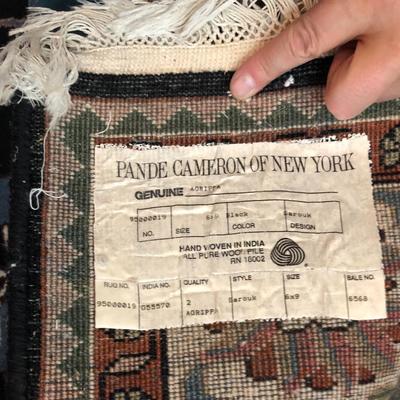 PANDE CAMERON OF NEW YORK
GENUINE AGRIPPA
95000019 6x9 Black Sarouk
NO. SIZE COLOR DESIGN
HAND WOVEN IN INDIA
ALL PURE WOOL PILE
RN 16002
RUG NO. INDIA NO. QUALITY STYLE SIZE BALE NO.
95000019 055570 2 Sarouk 6x9 6568
AGRIPPA